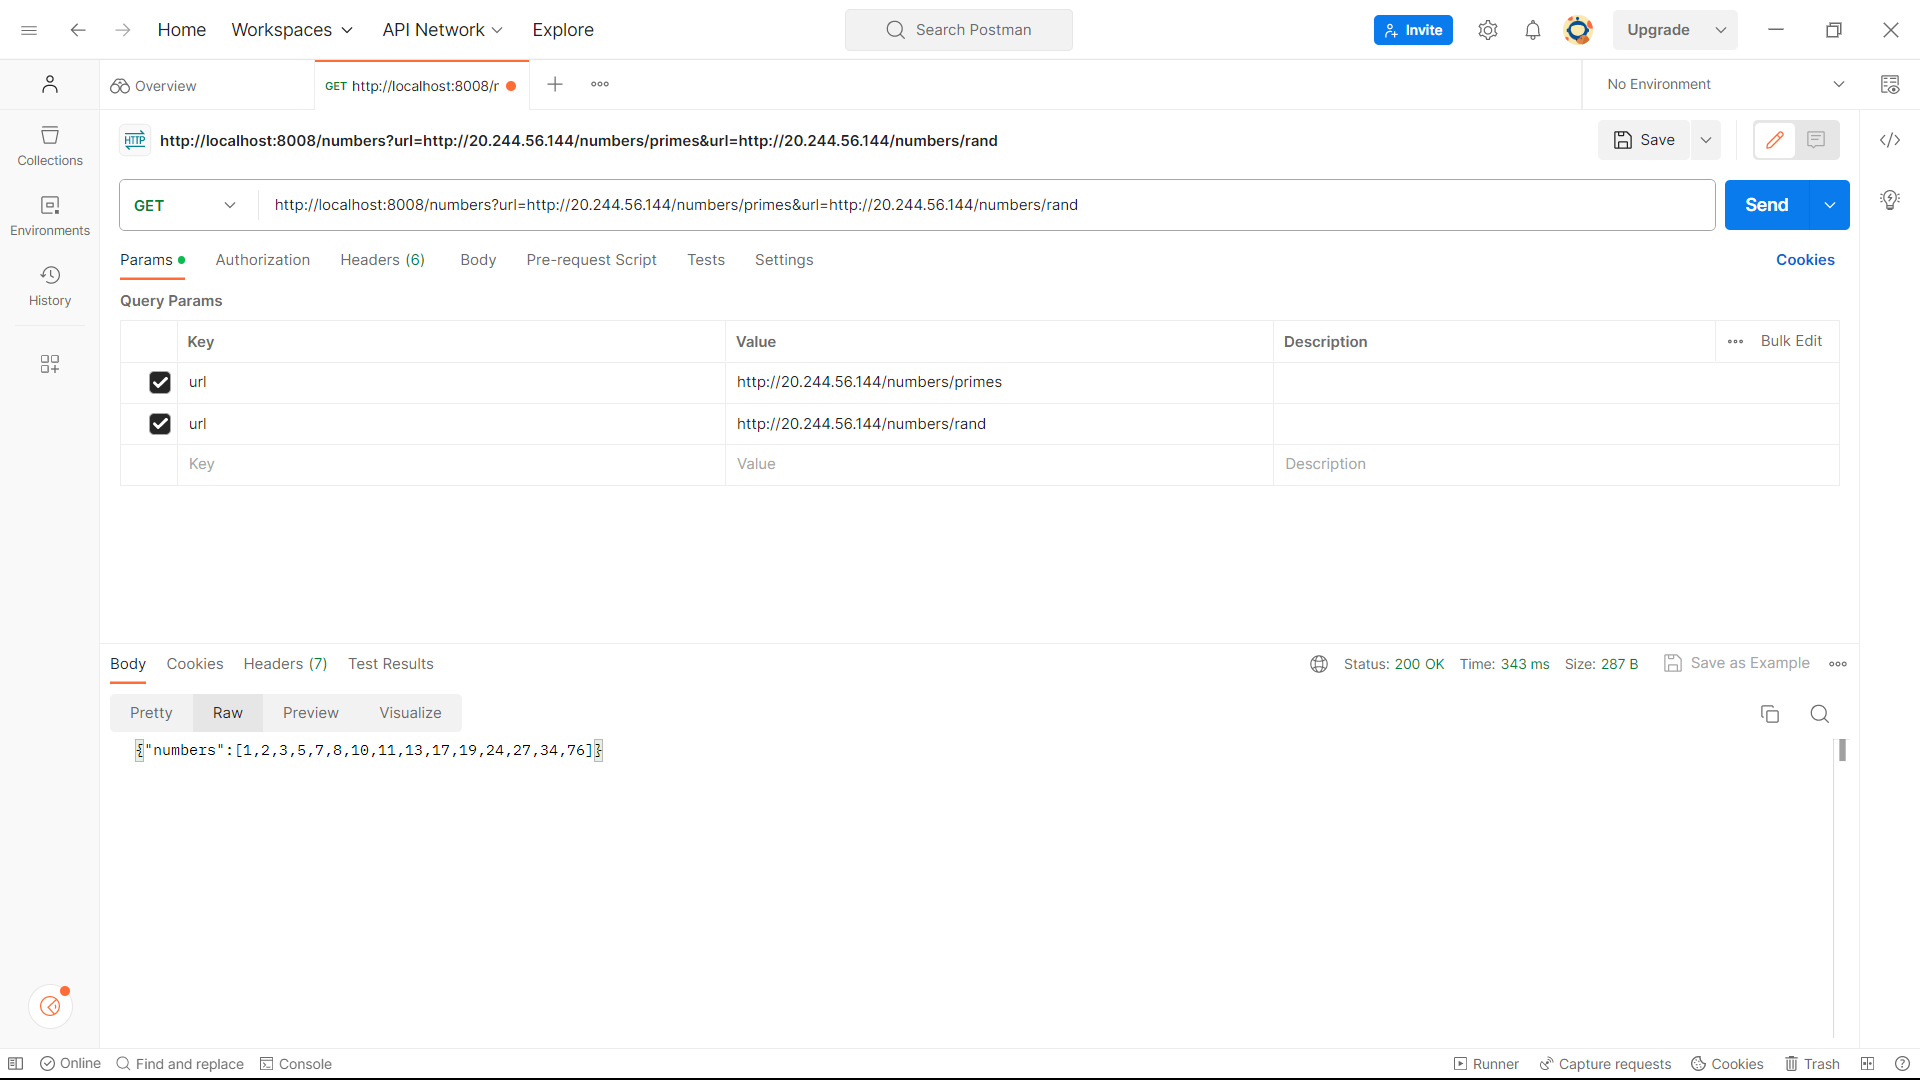 Home Workspaces API Network Explore Search Postman Invite Upgrade
Overview GET http://localhost:8008/r No Environment
HTTP http://localhost:8008/numbers?url=http://20.244.56.144/numbers/primes&url=http://20.244.56.144/numbers/rand Save
Collections
GET http://localhost:8008/numbers?url=http://20.244.56.144/numbers/primes&url=http://20.244.56.144/numbers/rand Send
Environments
Params Authorization Headers (6) Body Pre-request Script Tests Settings Cookies
History
Query Params
Key Value Description Bulk Edit
url http://20.244.56.144/numbers/primes
url http://20.244.56.144/numbers/rand
Key Value Description
Body Cookies Headers (7) Test Results Status: 200 OK Time: 343 ms Size: 287 B Save as Example
Pretty Raw Preview Visualize
{"numbers":[1,2,3,5,7,8,10,11,13,17,19,24,27,34,76]}
Online Find and replace Console Runner Capture requests Cookies Trash